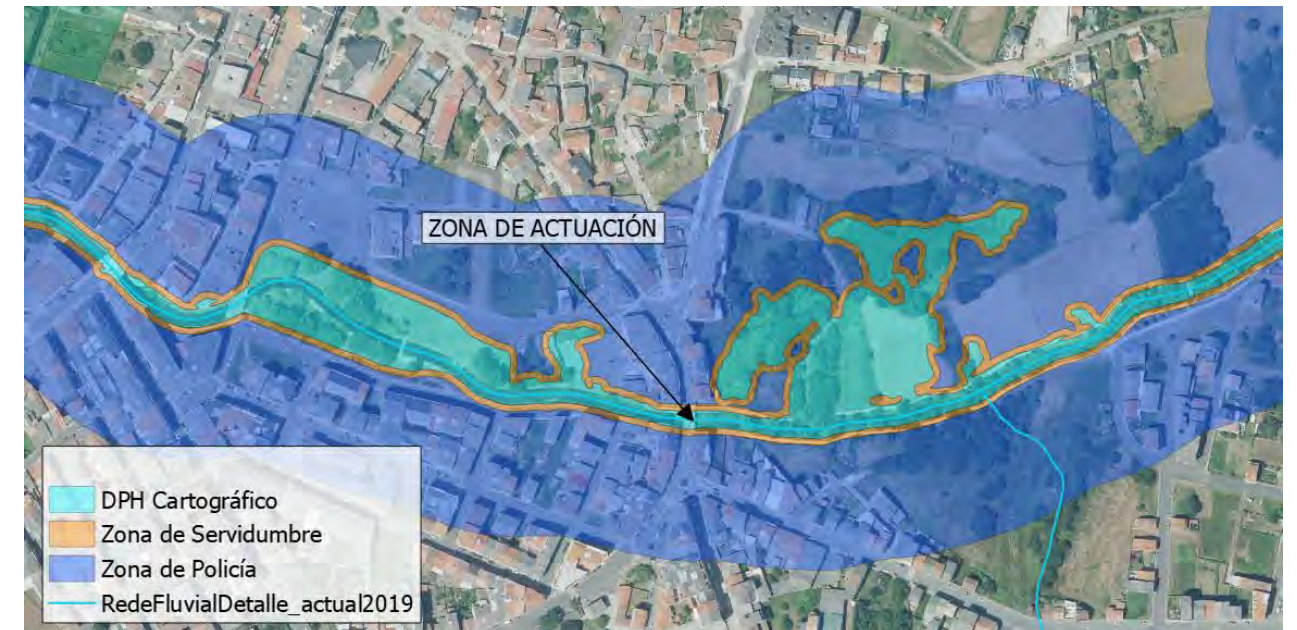 ZONA DE ACTUACIÓN
DPH Cartográfico
Zona de Servidumbre
Zona de Policía
RedeFluvialDetalle_actual2019